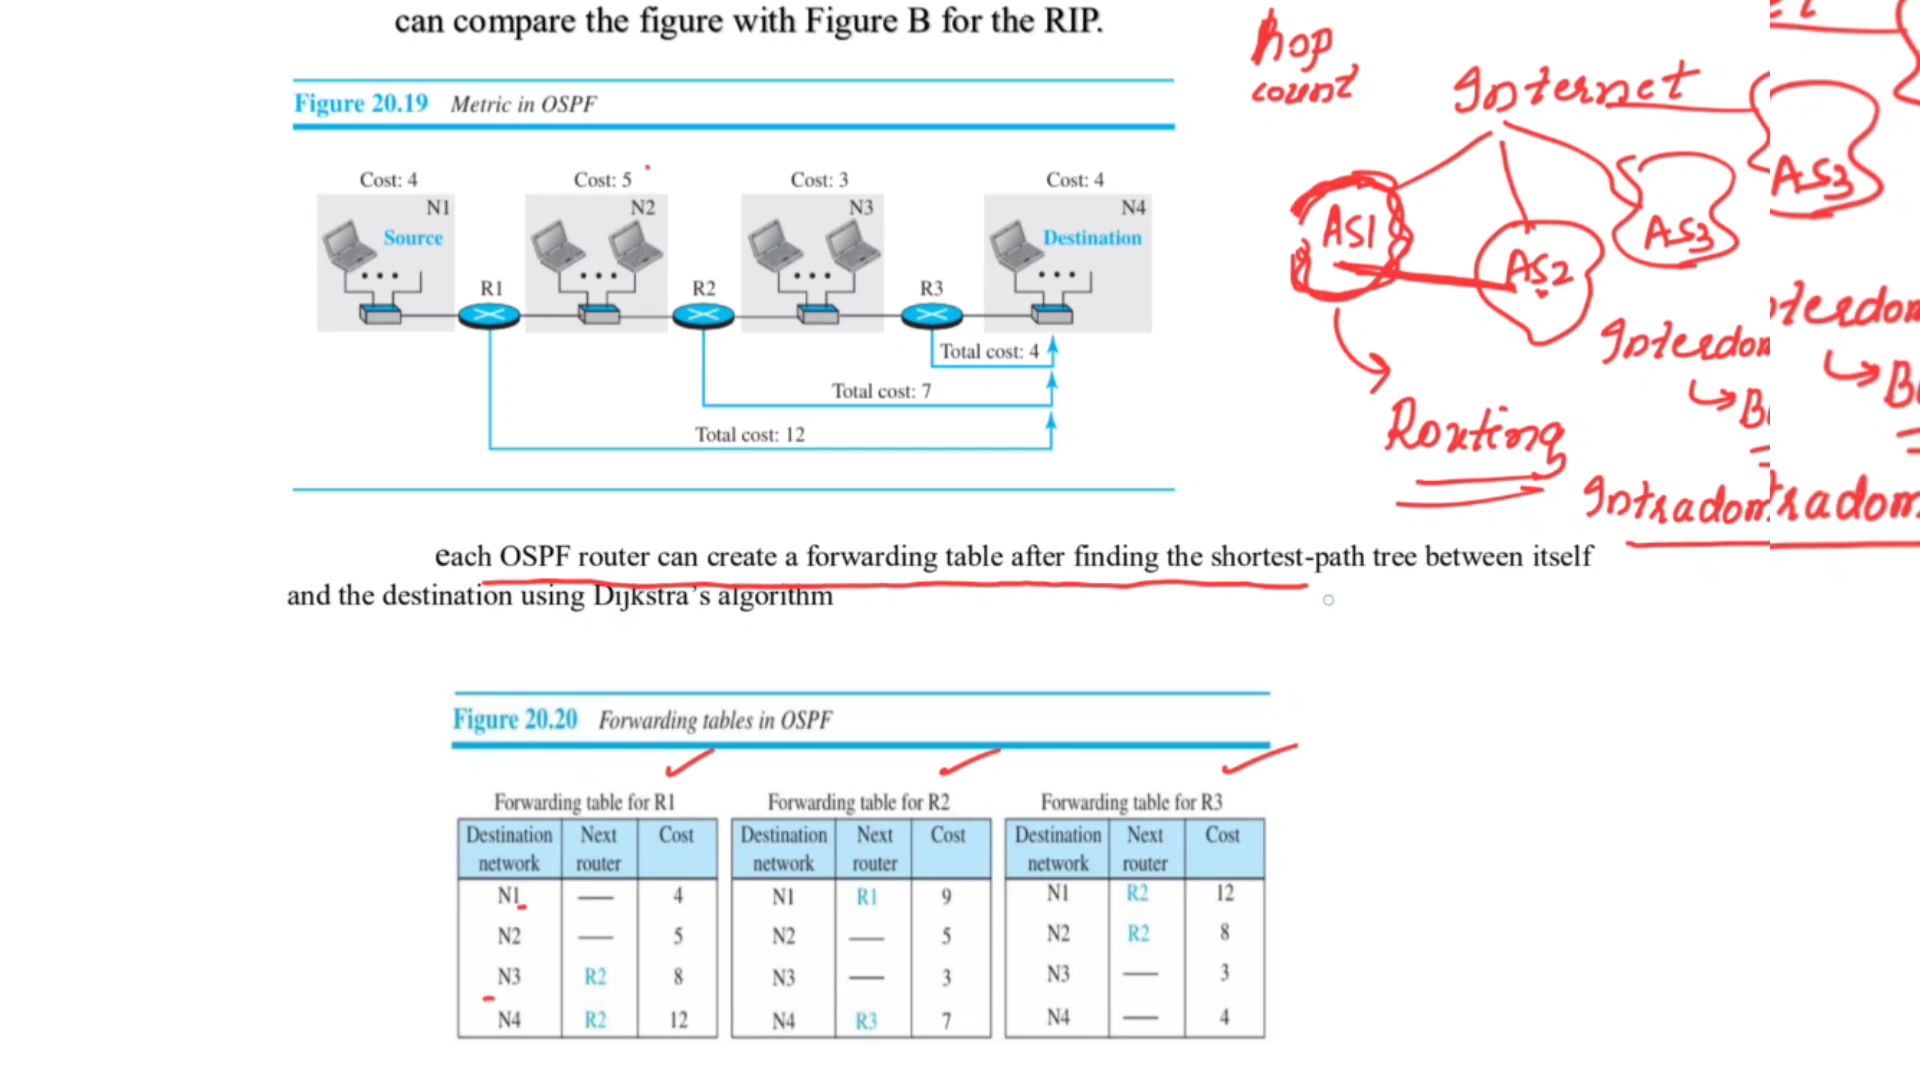 can compare the figure with Figure B for the RIP.
Figure 20.19 Metric in OSPF
Cost: 4 Cost: 5 Cost: 3 Cost: 4
N1 N2 N3 N4
Source Destination
R1 R2 R3
Total cost: 4
Total cost: 7
Total cost: 12
hop
count
Internet
AS1 AS2 AS3 AS3
Routing
each OSPF router can create a forwarding table after finding the shortest-path tree between itself
and the destination using Dijkstra's algorithm
Figure 20.20 Forwarding tables in OSPF
Forwarding table for R1
Destination network Next router Cost
N1 — 4
N2 — 5
N3 R2 8
N4 R2 12
Forwarding table for R2
Destination network Next router Cost
N1 R1 9
N2 — 5
N3 — 3
N4 R3 7
Forwarding table for R3
Destination network Next router Cost
N1 R2 12
N2 R2 8
N3 — 3
N4 — 4